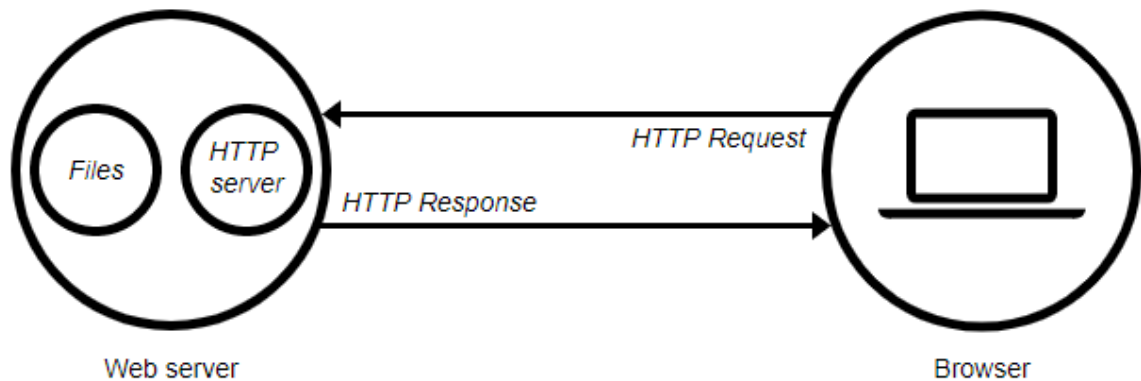 Files
HTTP
server
HTTP Request
HTTP Response
Web server
Browser